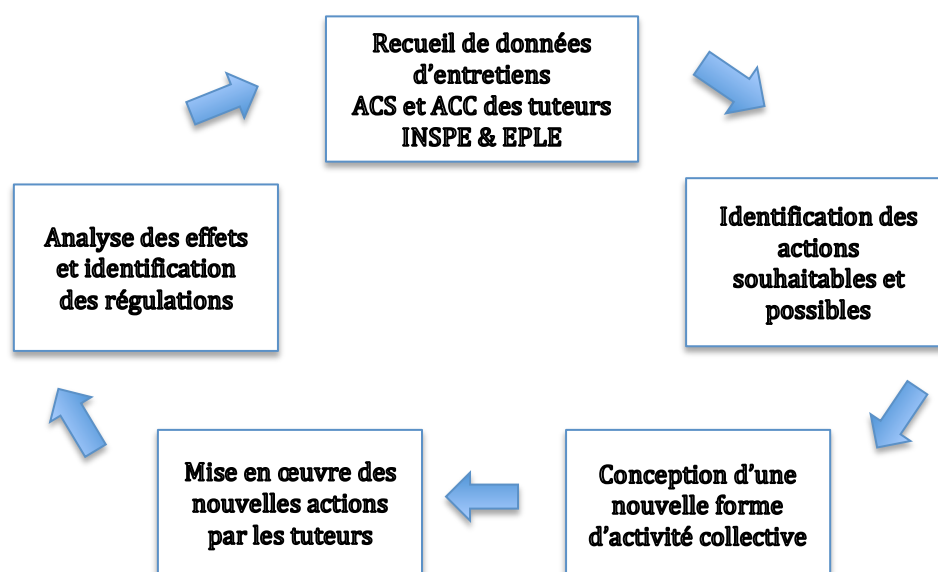 Recueil de données
d'entretiens
ACS et ACC des tuteurs
INSPE & EPLE
Identification des
actions
souhaitables et
possibles
Conception d'une
nouvelle forme
d'activité collective
Mise en œuvre des
nouvelles actions
par les tuteurs
Analyse des effets
et identification
des régulations